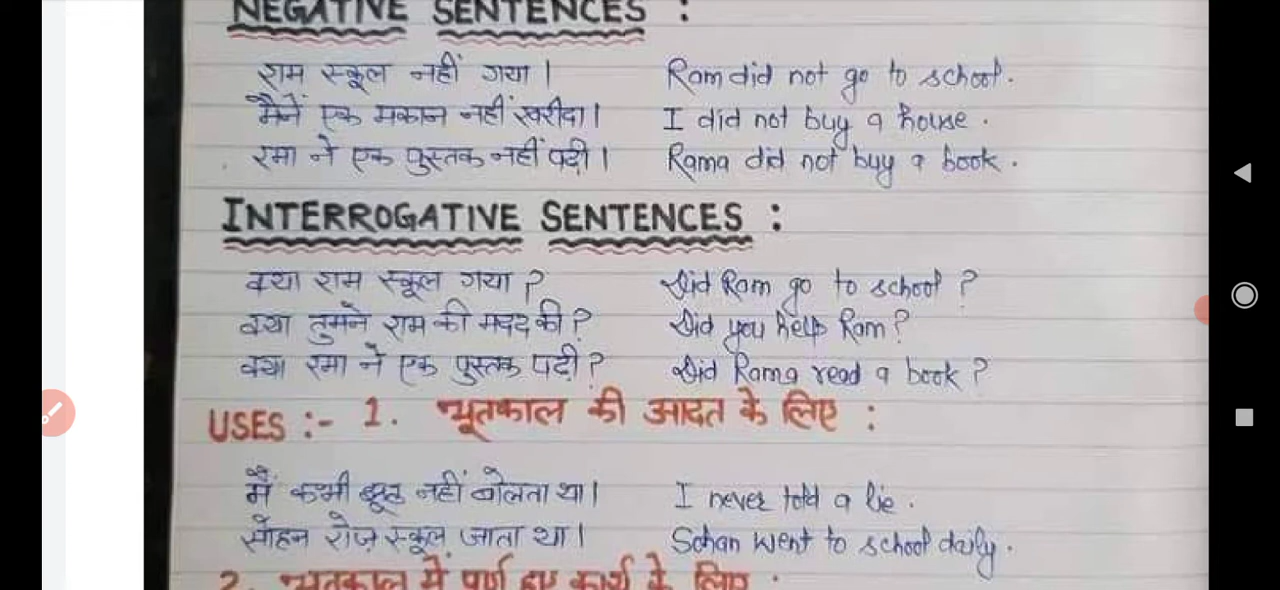 NEGATIVE SENTENCES :
राम स्कूल नहीं गया । Ram did not go to school.
मैनें एक मकान नहीं खरीदा । I did not buy a house .
रमा ने एक पुस्तक नहीं पढ़ी । Rama did not buy a book .
INTERROGATIVE SENTENCES :
क्या राम स्कूल गया ? Did Ram go to school ?
क्या तुमने राम की मदद की ? Did you help Ram ?
क्या रमा ने एक पुस्तक पढ़ी ? Did Rama read a book ?
USES :- 1. भूतकाल की आदत के लिए :
मैं कभी झूठ नहीं बोलता था । I never told a lie .
सोहन रोज़ स्कूल जाता था । Sohan went to school daily .
2. भूतकाल में पूर्ण हुए कार्य के लिए :